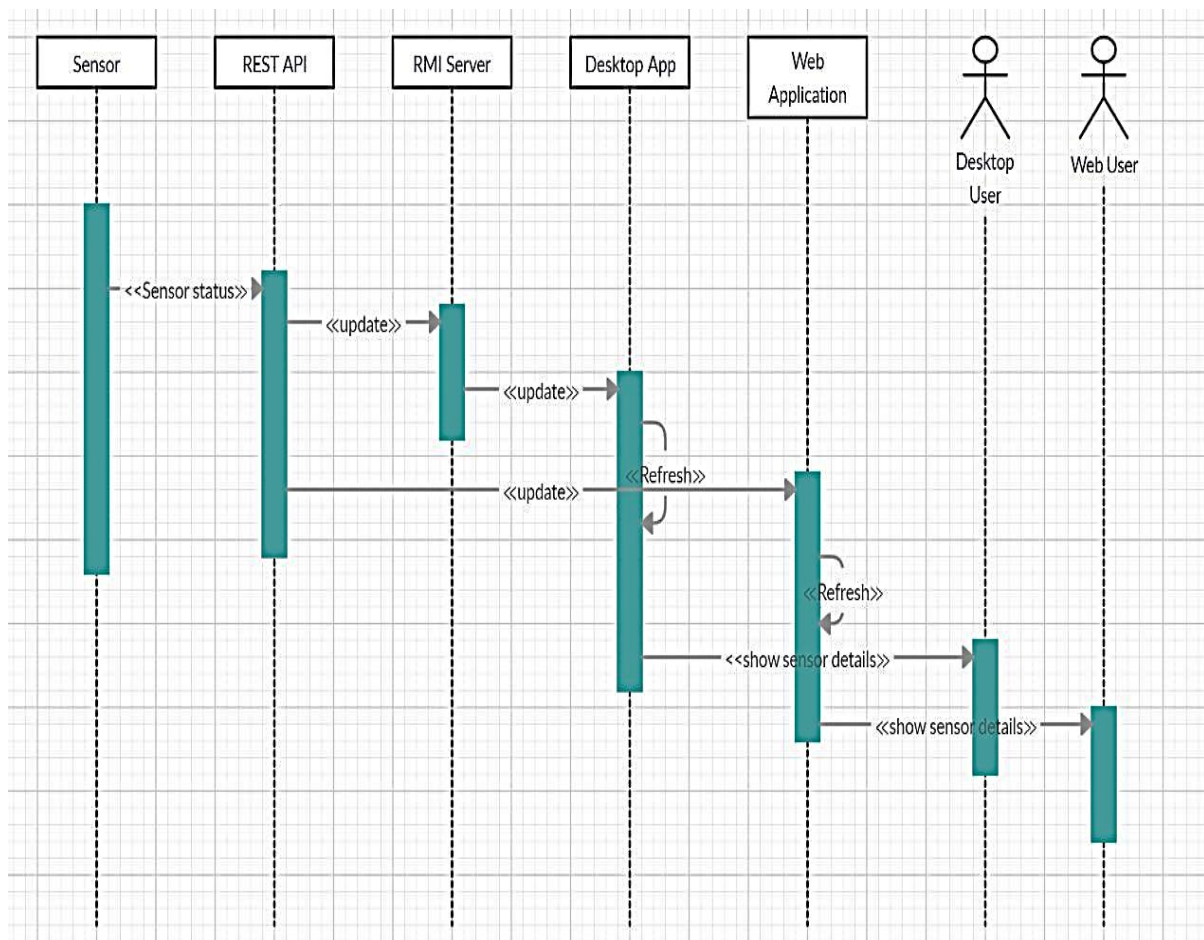 Sensor
REST API
RMI Server
Desktop App
Web
Application
Desktop
User
Web User
<<Sensor status>>
«update»
«update»
«Refresh»
«update»
«Refresh»
<<show sensor details»
«show sensor details»